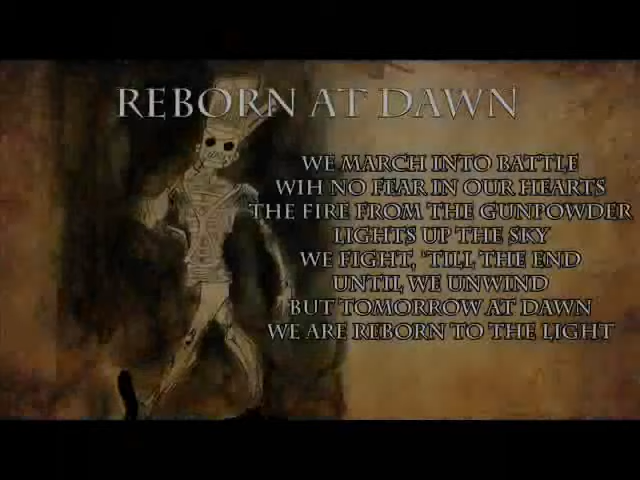 REBORN AT DAWN
WE MARCH INTO BATTLE
WIH NO FEAR IN OUR HEARTS
THE FIRE FROM THE GUNPOWDER
LIGHTS UP THE SKY
WE FIGHT, 'TILL THE END
UNTIL WE UNWIND
BUT TOMORROW AT DAWN
WE ARE REBORN TO THE LIGHT